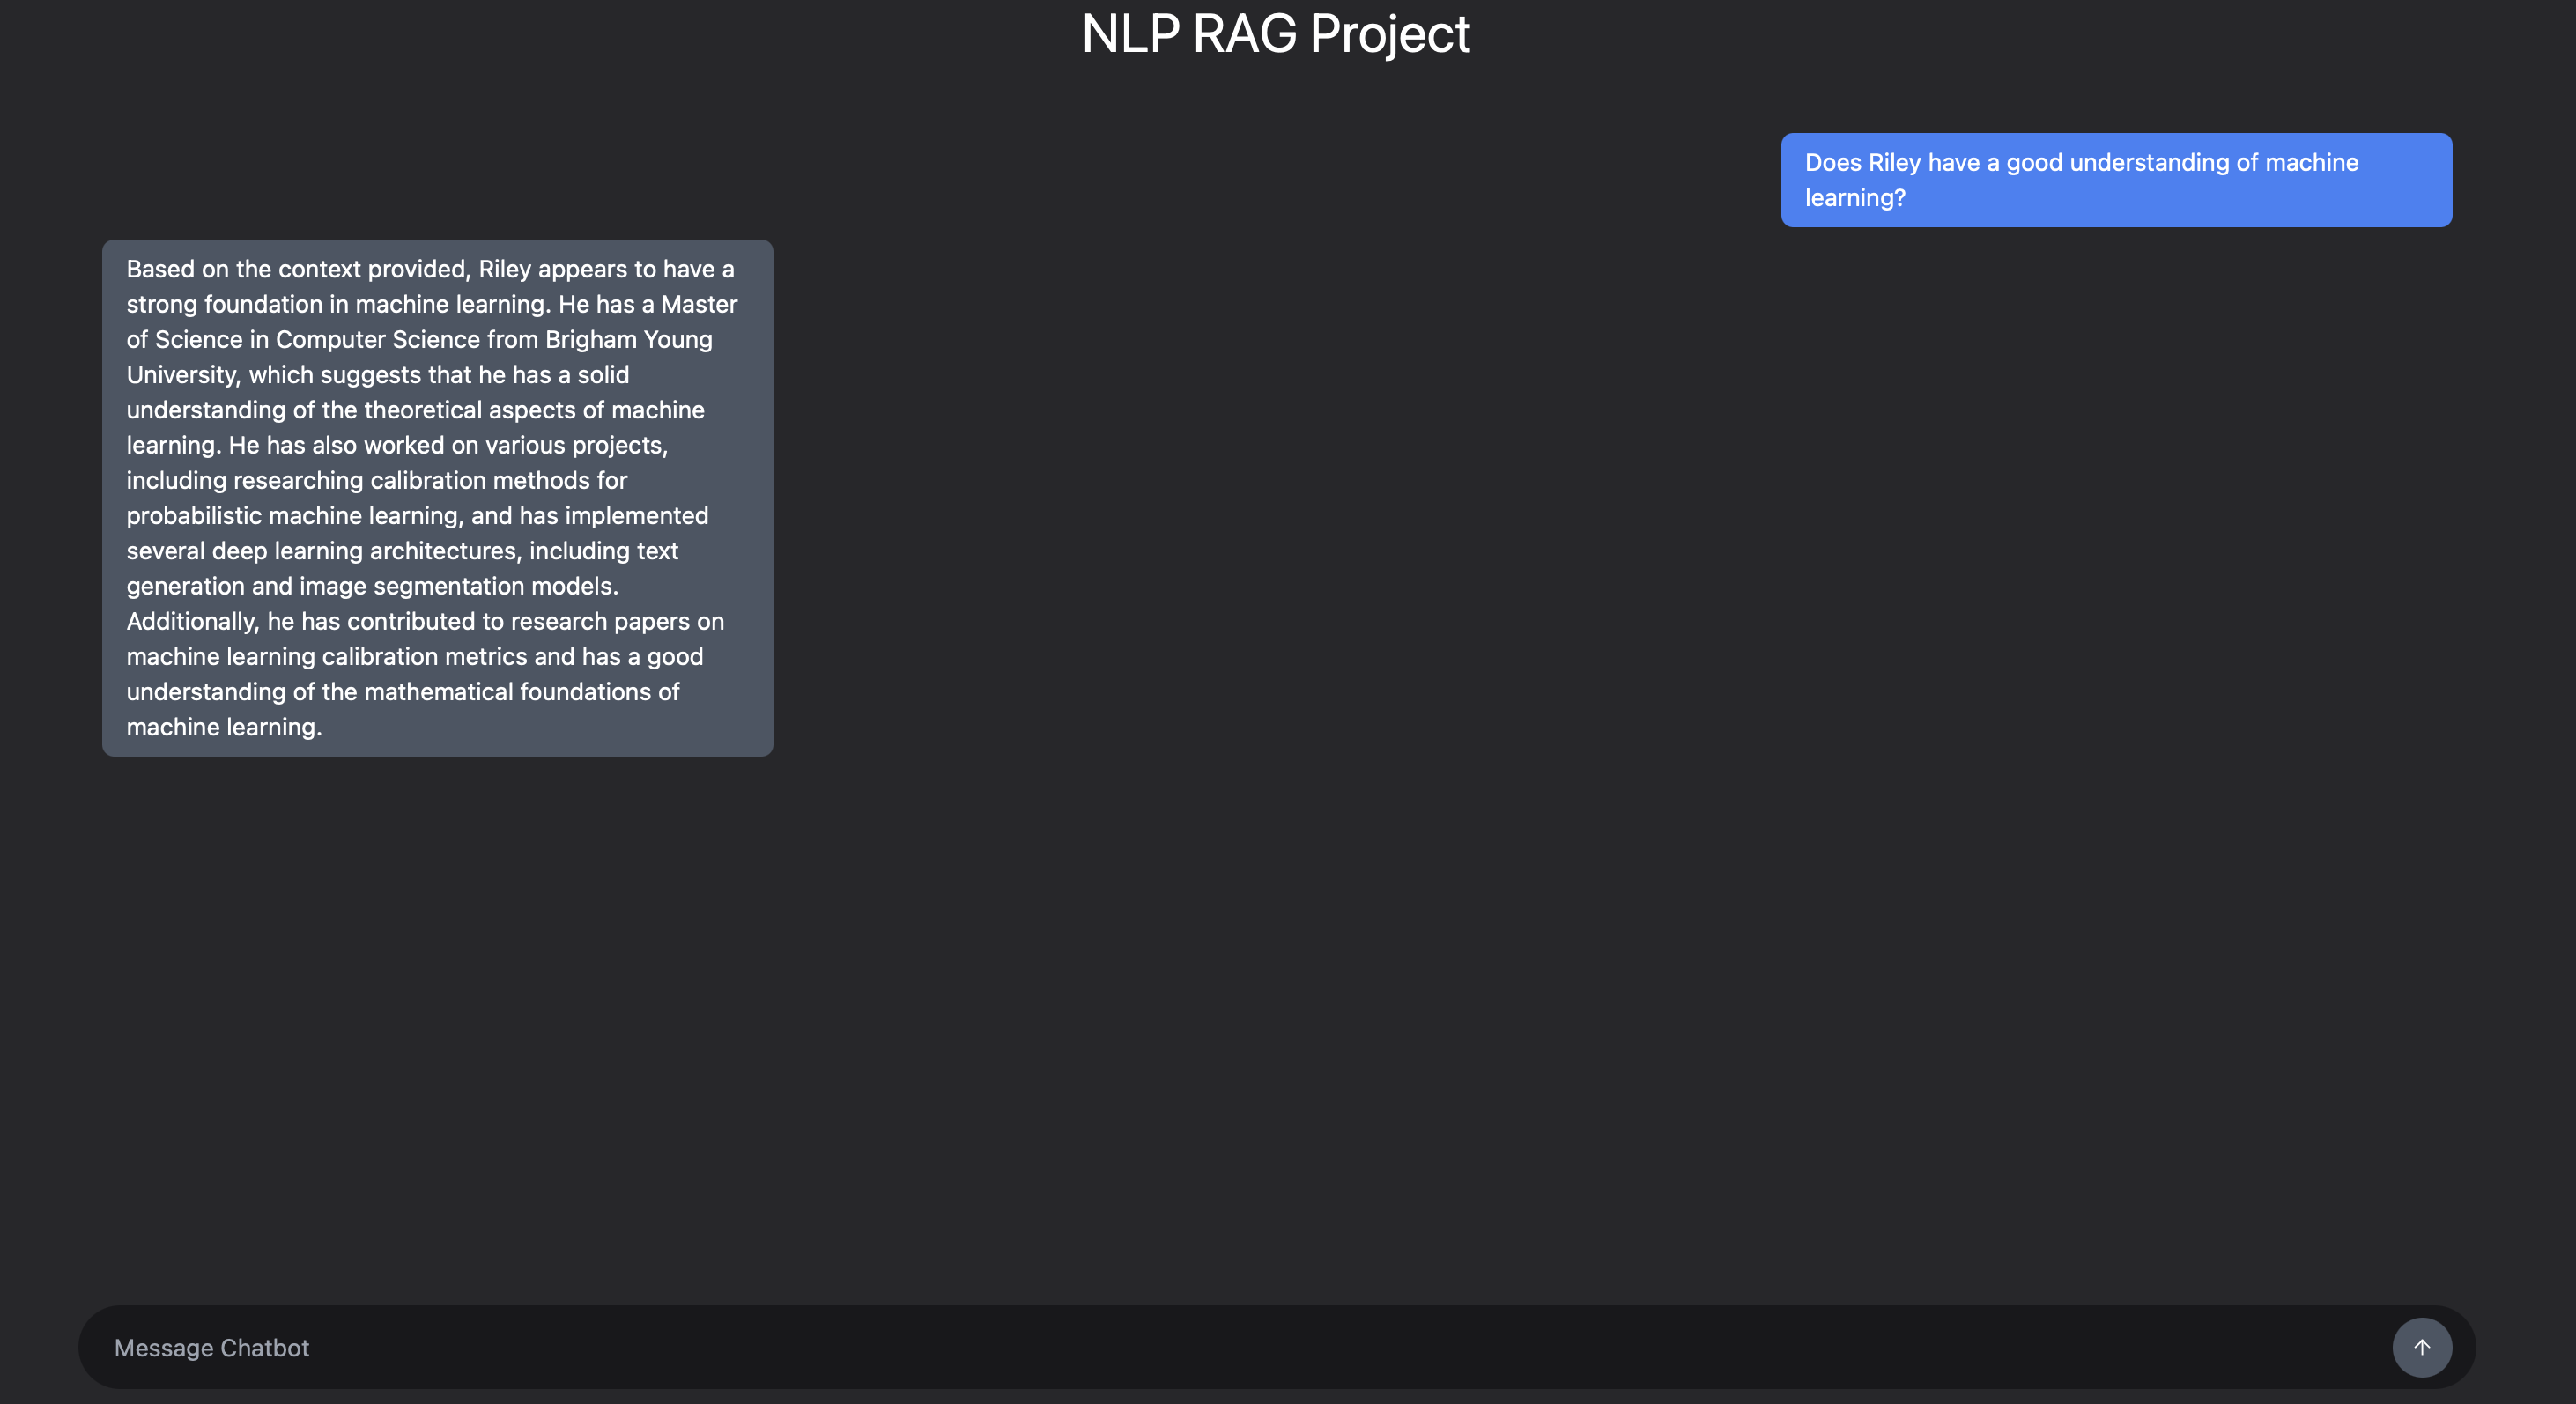 NLP RAG Project
Does Riley have a good understanding of machine
learning?
Based on the context provided, Riley appears to have a
strong foundation in machine learning. He has a Master
of Science in Computer Science from Brigham Young
University, which suggests that he has a solid
understanding of the theoretical aspects of machine
learning. He has also worked on various projects,
including researching calibration methods for
probabilistic machine learning, and has implemented
several deep learning architectures, including text
generation and image segmentation models.
Additionally, he has contributed to research papers on
machine learning calibration metrics and has a good
understanding of the mathematical foundations of
machine learning.
Message Chatbot